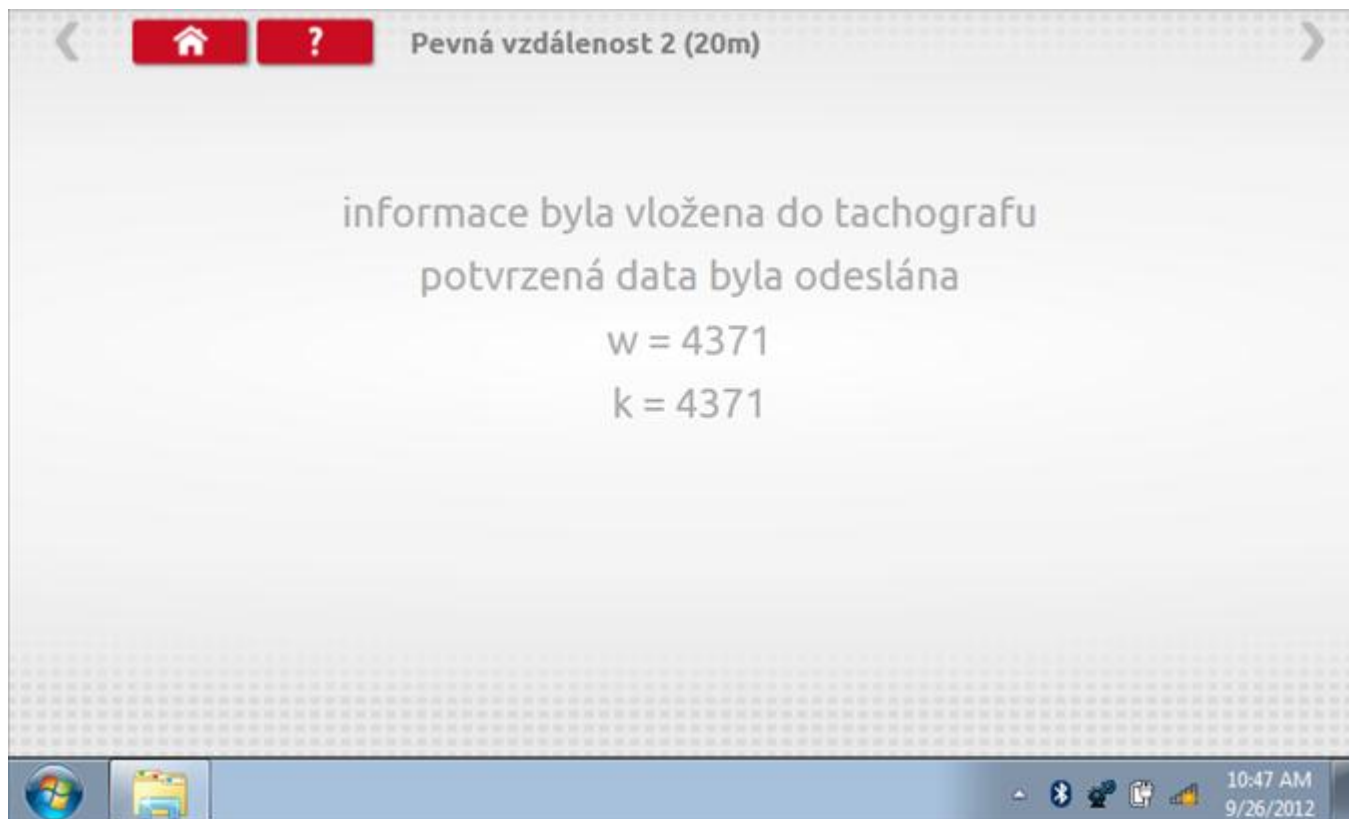 ? Pevná vzdálenost 2 (20m)
informace byla vložena do tachografu
potvrzená data byla odeslána
w = 4371
k = 4371
10:47 AM
9/26/2012